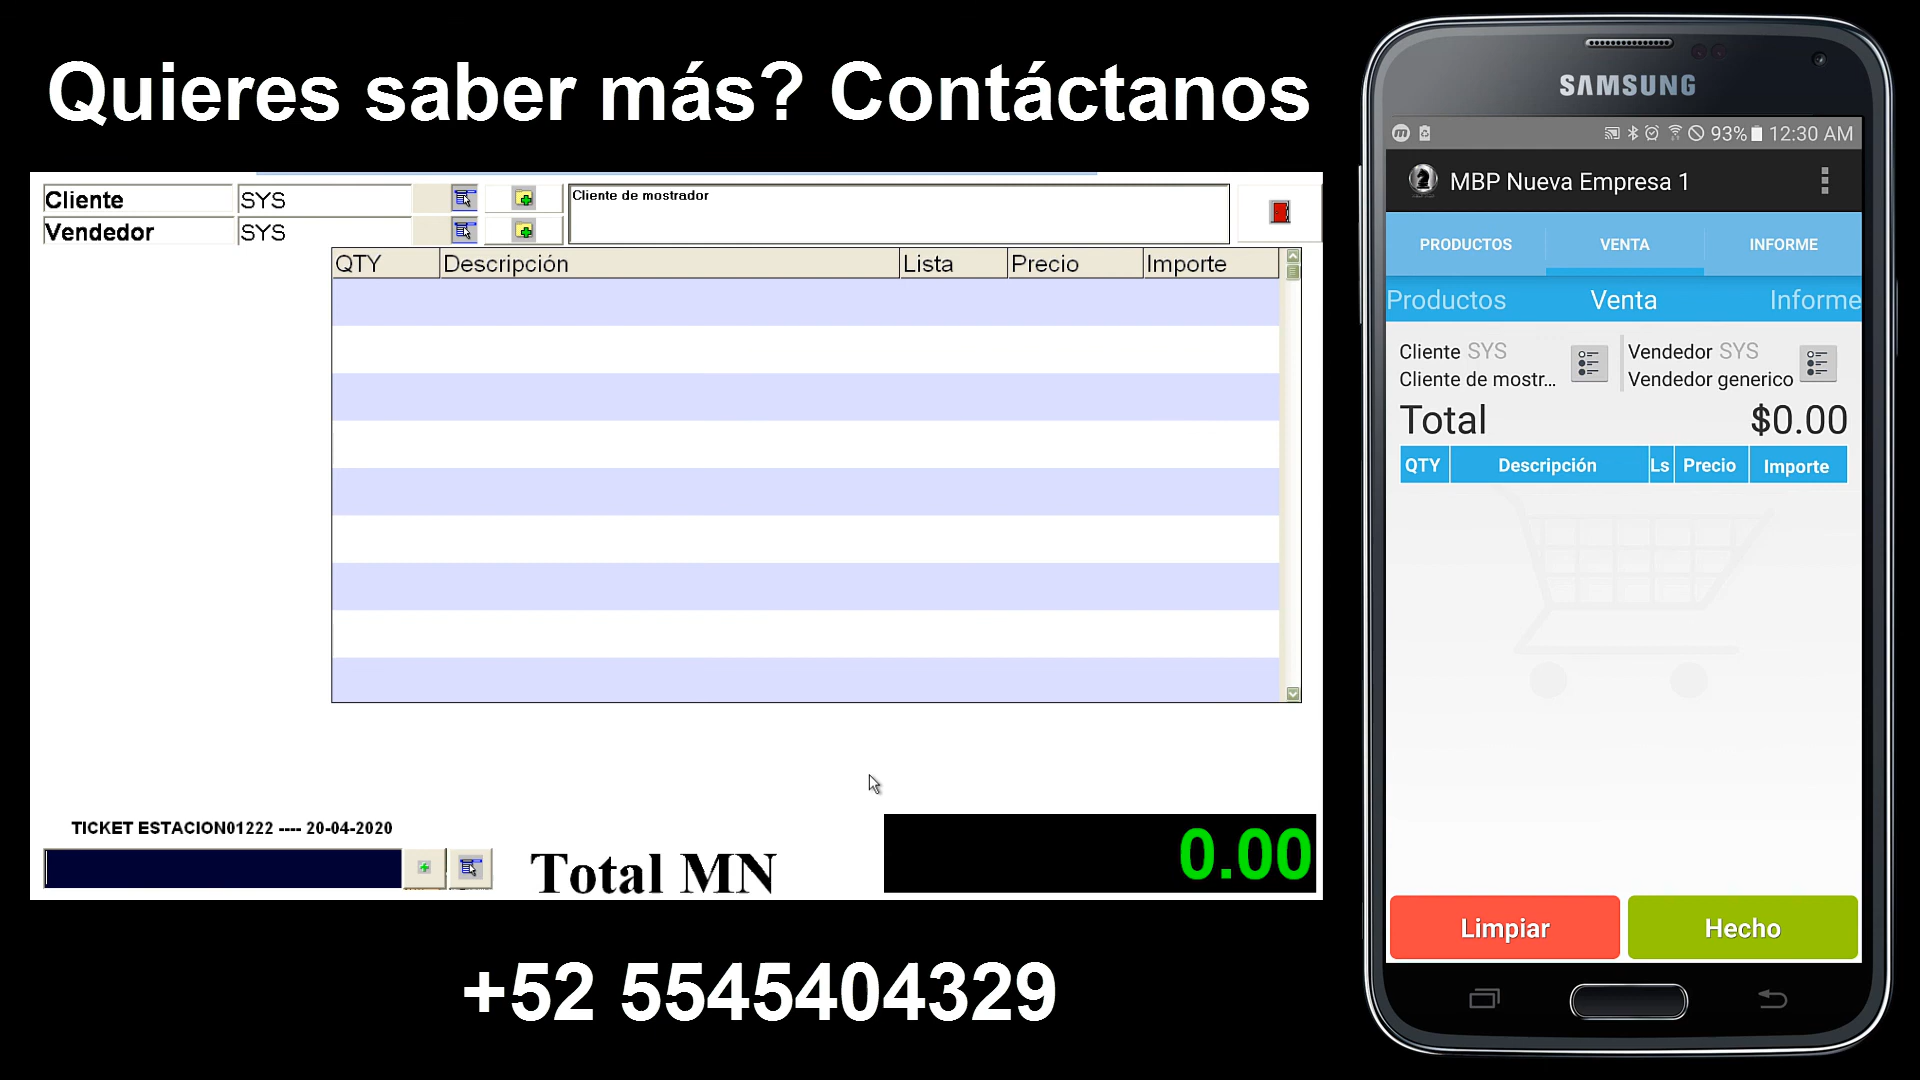 Quieres saber más? Contáctanos
Cliente SYS Cliente de mostrador
Vendedor SYS
QTY Descripción Lista Precio Importe
TICKET ESTACION01222 ---- 20-04-2020
Total MN 0.00
+52 5545404329
SAMSUNG
93% 12:30 AM
MBP Nueva Empresa 1
PRODUCTOS VENTA INFORME
Productos Venta Informe
Cliente SYS Vendedor SYS
Cliente de mostr... Vendedor generico
Total $0.00
QTY Descripción Ls Precio Importe
Limpiar Hecho